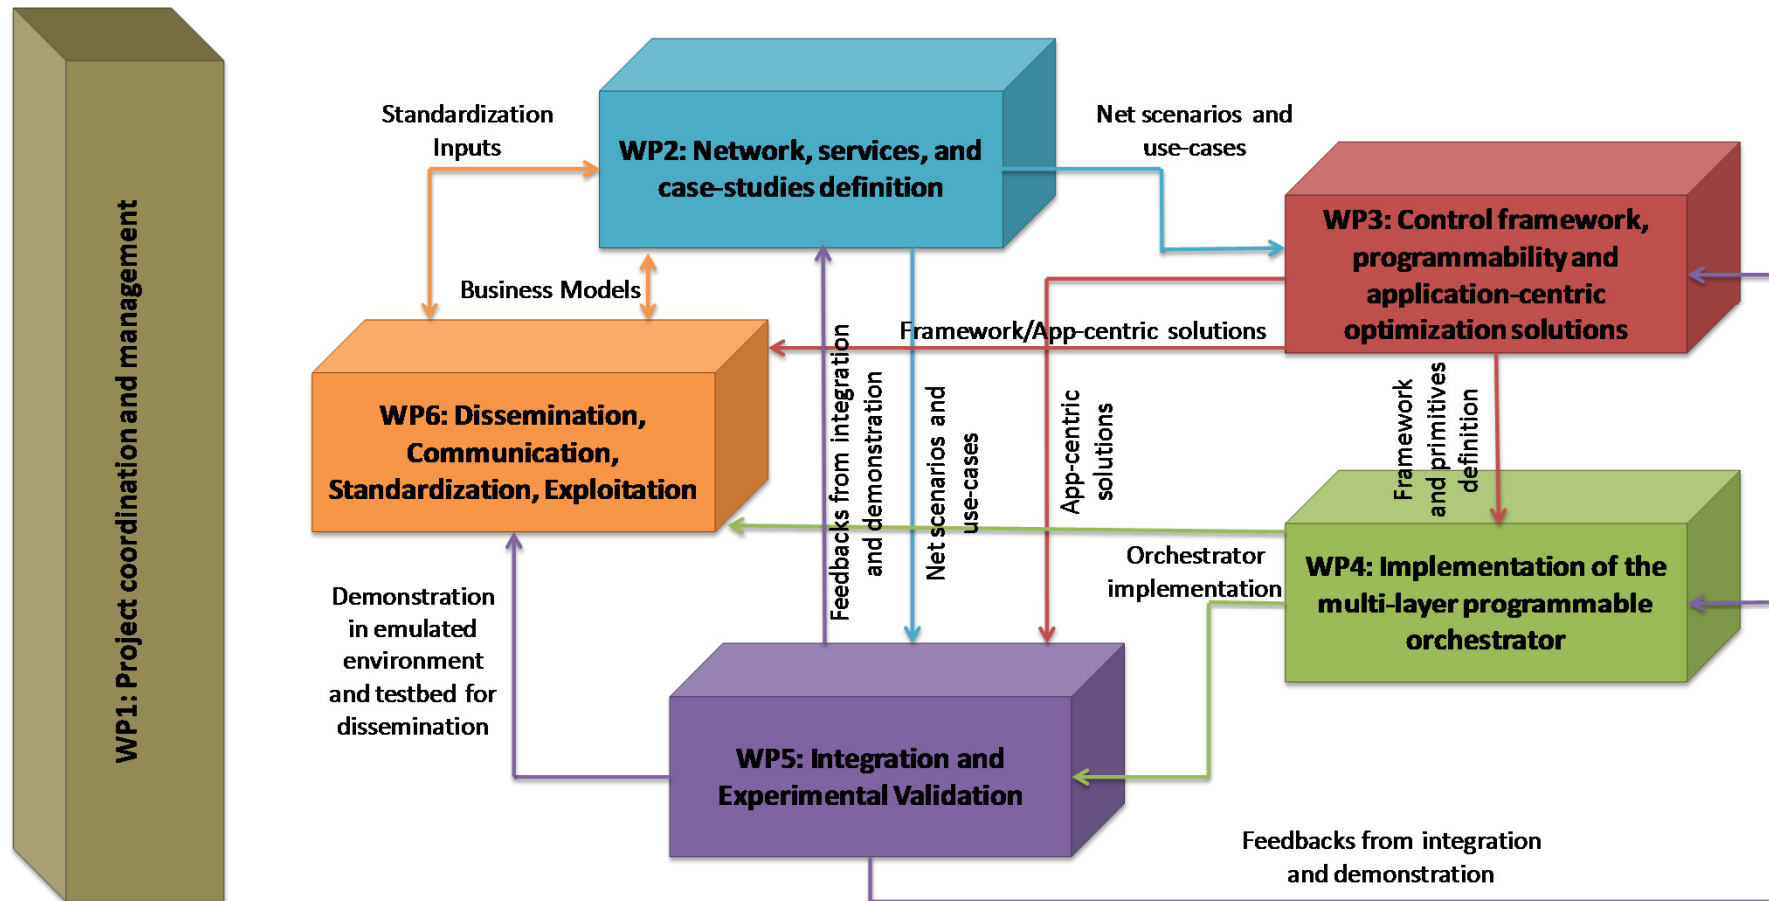 WP1: Project coordination and management
Standardization
Inputs
WP2: Network, services, and
case-studies definition
Net scenarios and
use-cases
WP3: Control framework,
programmability and
application-centric
optimization solutions
Business Models
Framework/App-centric solutions
WP6: Dissemination,
Communication,
Standardization, Exploitation
Feedbacks from integration
and demonstration
Net scenarios and
use-cases
App-centric
solutions
Framework
and primitives
definition
Orchestrator
implementation
WP4: Implementation of the
multi-layer programmable
orchestrator
Demonstration
in emulated
environment
and testbed for
dissemination
WP5: Integration and
Experimental Validation
Feedbacks from integration
and demonstration